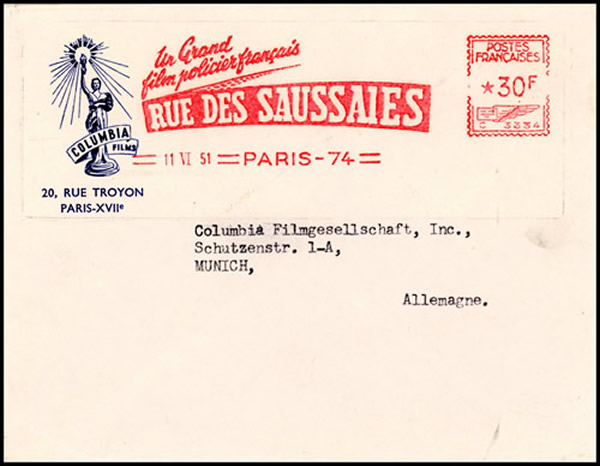 Un Grand
film policier français
RUE DES SAUSSAIES
COLUMBIA
FILMS
20, RUE TROYON
PARIS-XVIIe
11 VI 51 PARIS - 74
POSTES
FRANÇAISES
*30F
C 3334
Columbia Filmgesellschaft, Inc.,
Schutzenstr. 1-A,
MUNICH,
Allemagne.